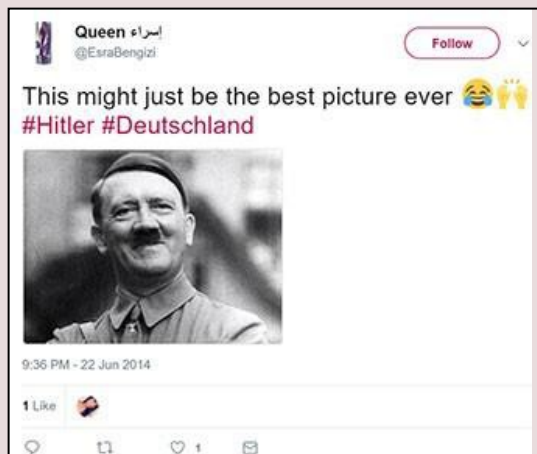 Queen إسراء
@EsraBengizi
Follow
This might just be the best picture ever 😂🙌
#Hitler #Deutschland
9:36 PM - 22 Jun 2014
1 Like
1